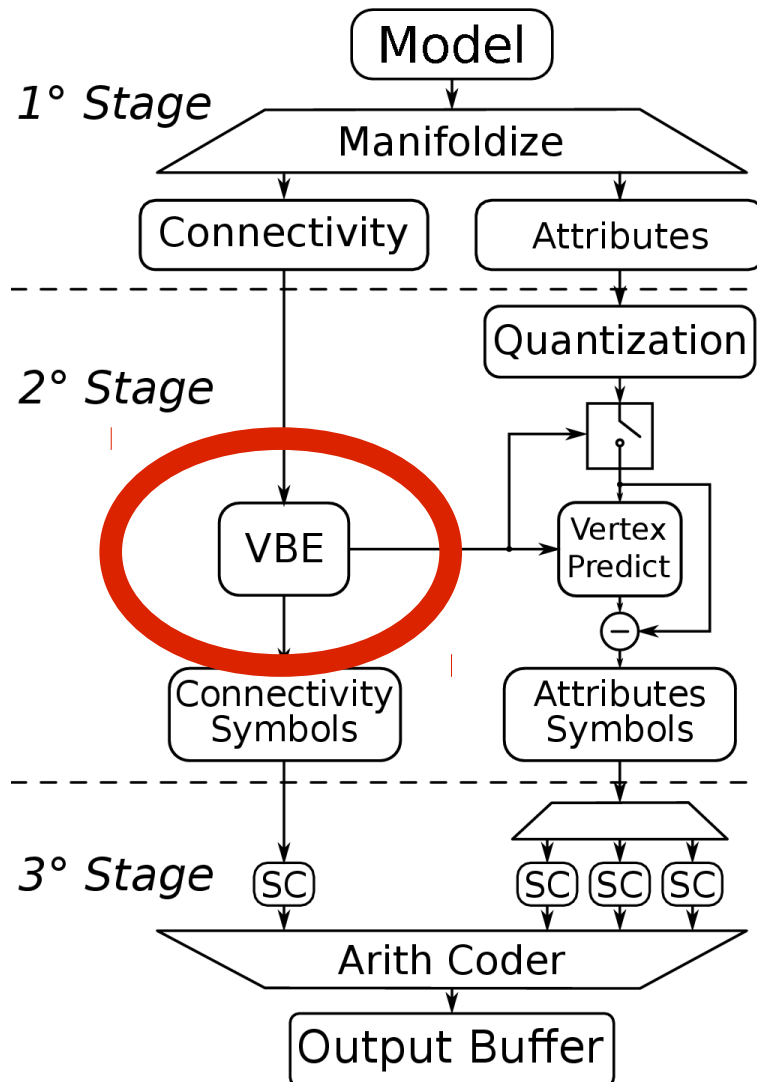 Model
1° Stage
Manifoldize
Connectivity
Attributes
Quantization
2° Stage
VBE
Vertex
Predict
−
Connectivity
Symbols
Attributes
Symbols
3° Stage
SC
SC
SC
SC
Arith Coder
Output Buffer